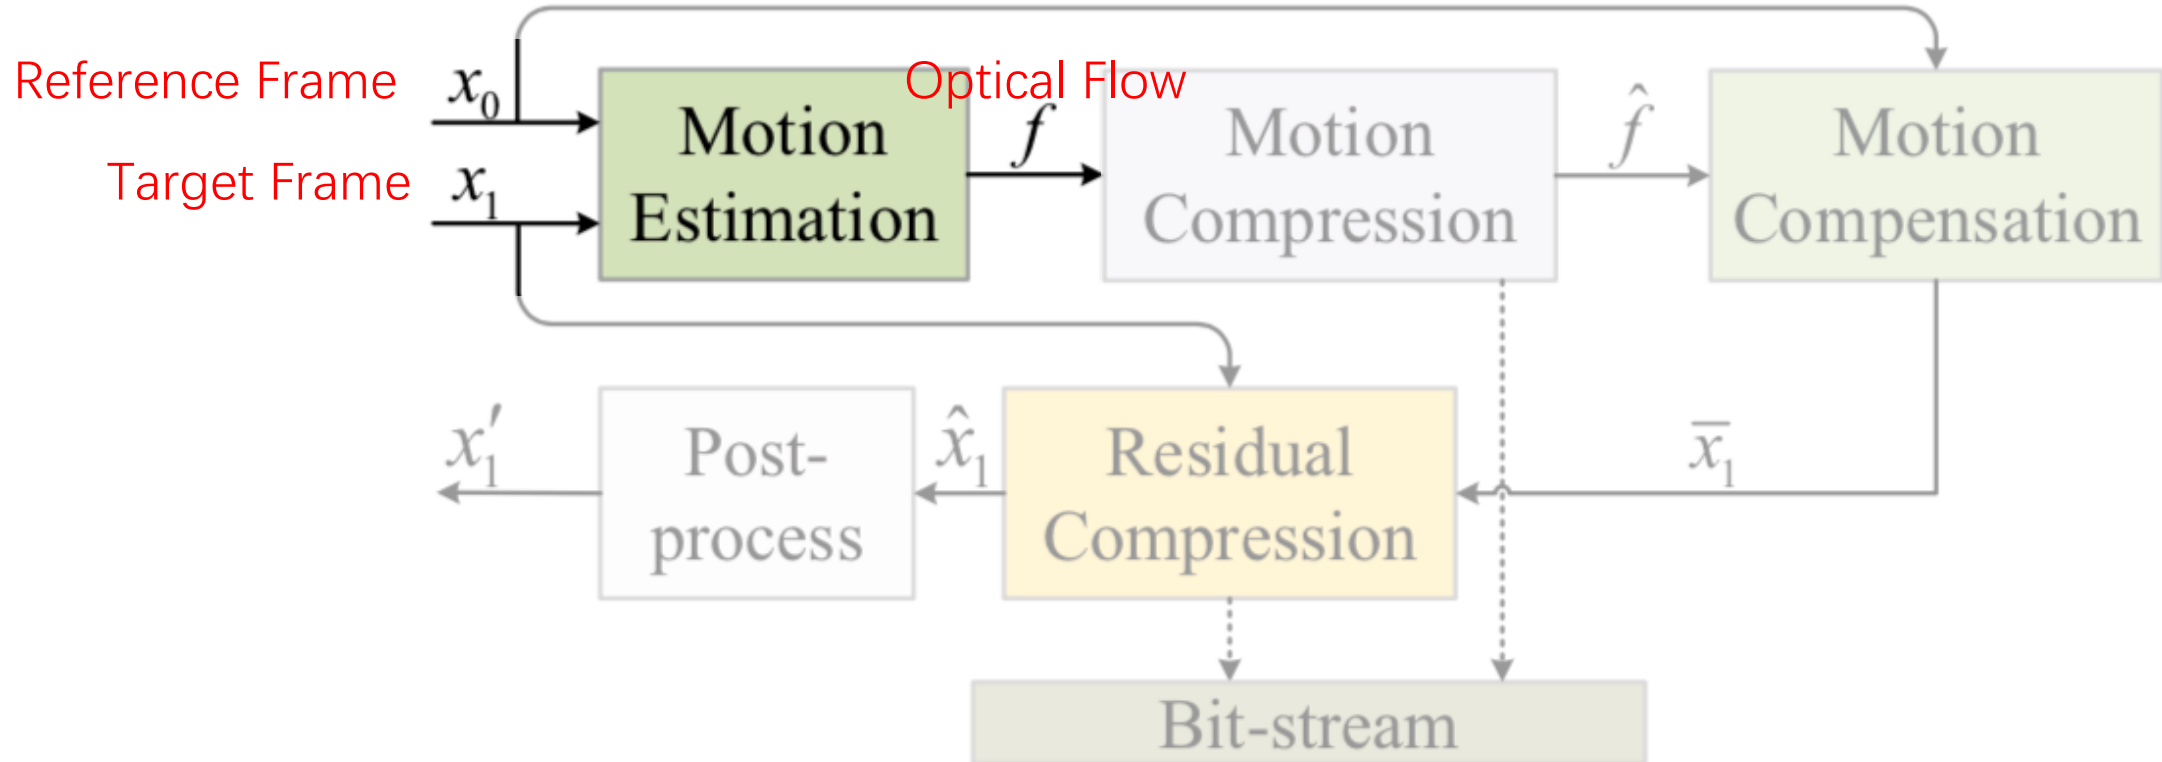 Reference Frame
x₀
Optical Flow
Target Frame
x₁
Motion
Estimation
f
Motion
Compression
f̂
Motion
Compensation
x₁′
Post-
process
x̂₁
Residual
Compression
x̅₁
Bit-stream